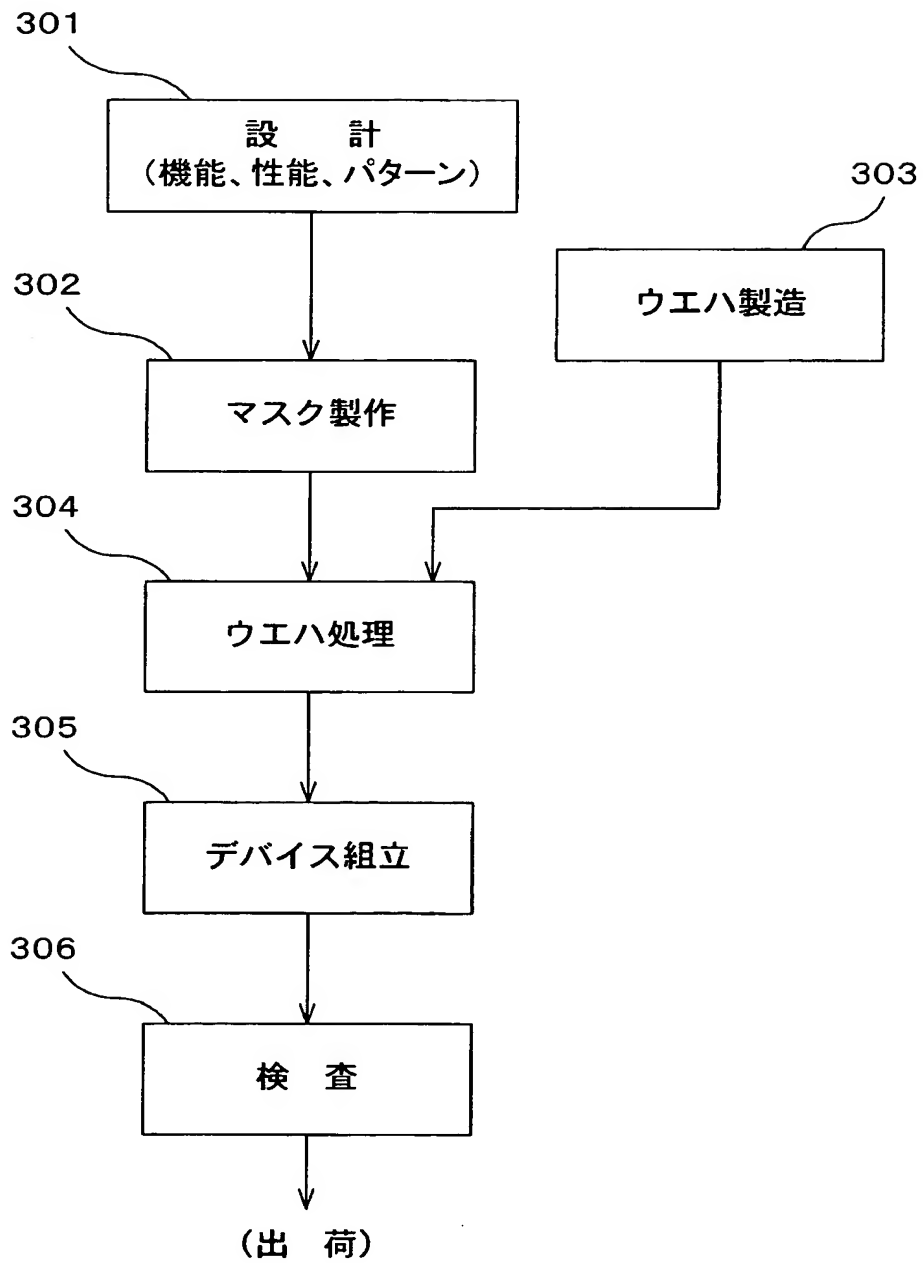 301
設　計
(機能、性能、パターン)
303
ウエハ製造
302
マスク製作
304
ウエハ処理
305
デバイス組立
306
検　査
(出　荷)